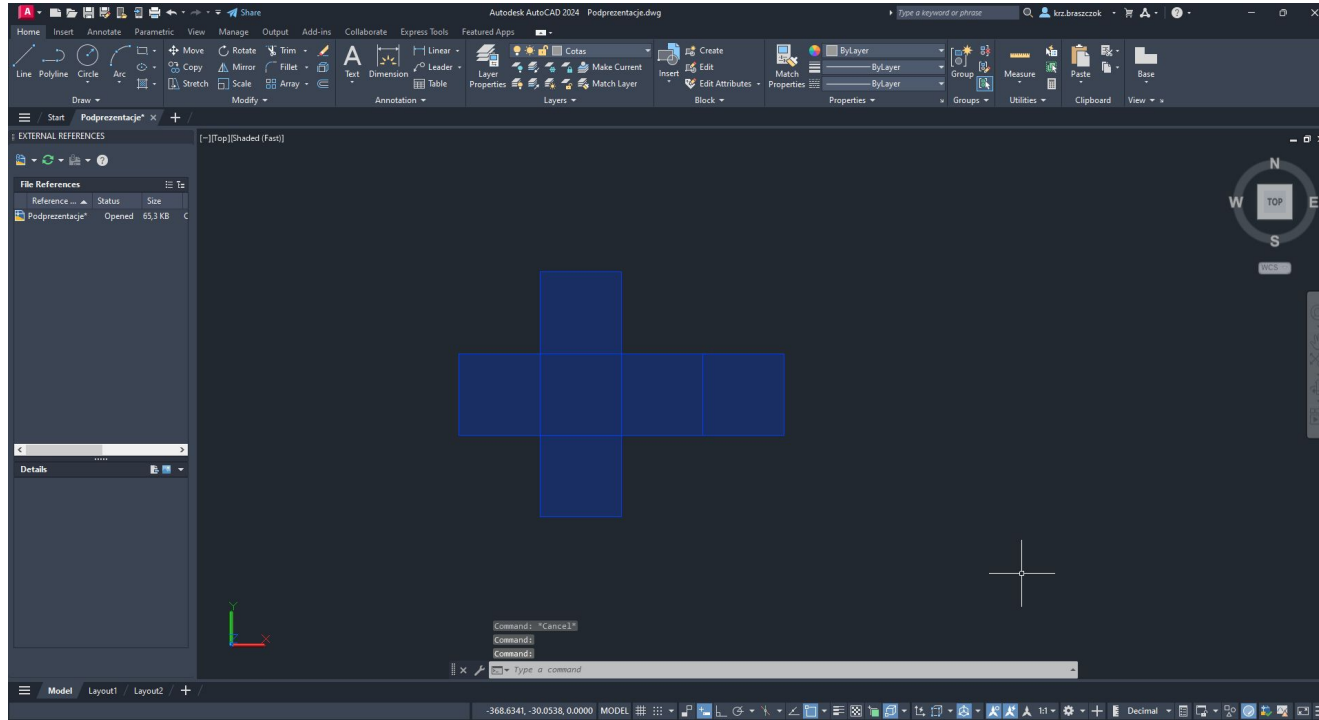 A Share Autodesk AutoCAD 2024 Podprezentacje.dwg Type a keyword or phrase krz.braszczok
Home Insert Annotate Parametric View Manage Output Add-ins Collaborate Express Tools Featured Apps
Move Rotate Trim Linear Cotas Create ByLayer
Line Polyline Circle Arc Copy Mirror Fillet Text Dimension Leader Layer Properties Make Current Insert Edit Match Properties ByLayer Group Measure Paste Base
Stretch Scale Array Table Match Layer Edit Attributes ByLayer
Draw Modify Annotation Layers Block Properties Groups Utilities Clipboard View
Start Podprezentacje*
EXTERNAL REFERENCES
[−][Top][Shaded (Fast)]
File References
Reference ... Status Size
Podprezentacje* Opened 65,3 KB C
N
W TOP E
S
WCS
Details
Y
X
Command: *Cancel*
Command:
Command:
Type a command
Model Layout1 Layout2
-368.6341, -30.0538, 0.0000 MODEL 1:1 Decimal